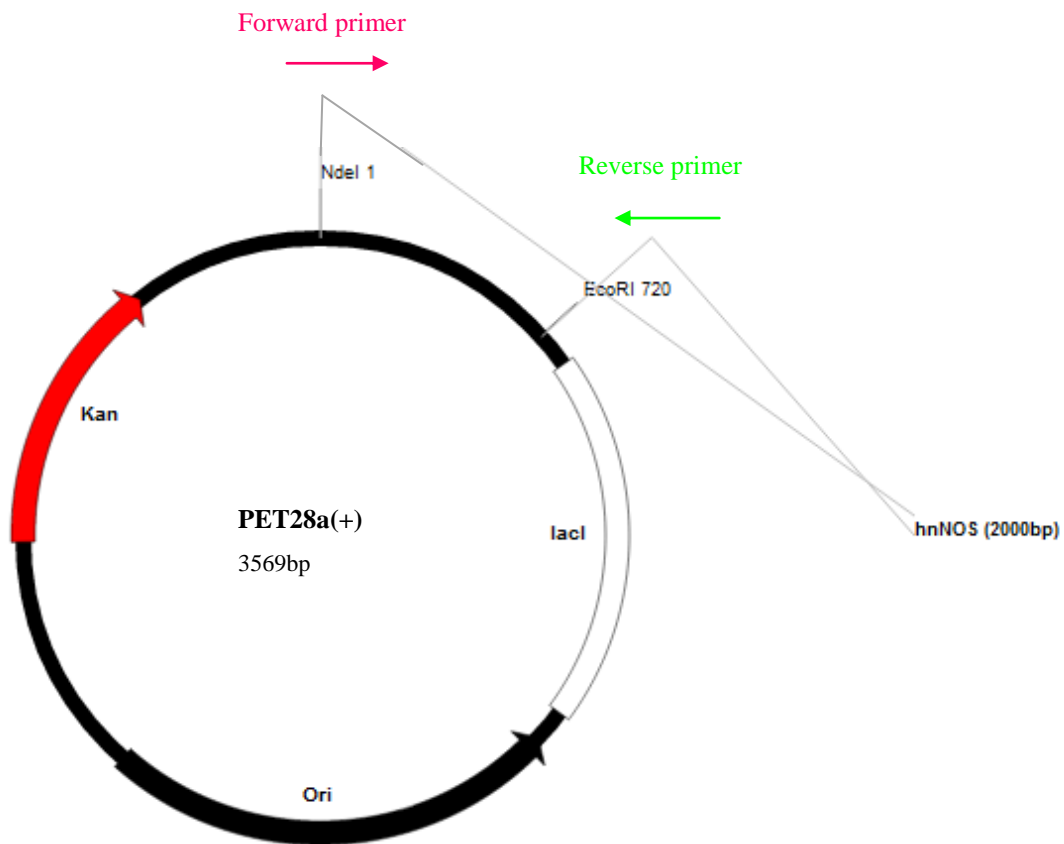 Forward primer
NdeI 1
Reverse primer
EcoRI 720
Kan
PET28a(+)
3569bp
lacI
hnNOS (2000bp)
Ori